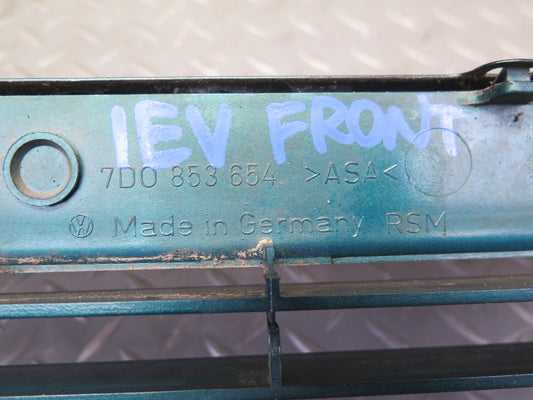 IEV FRONT
7D0 853 654 >ASA<
Made in Germany RSM